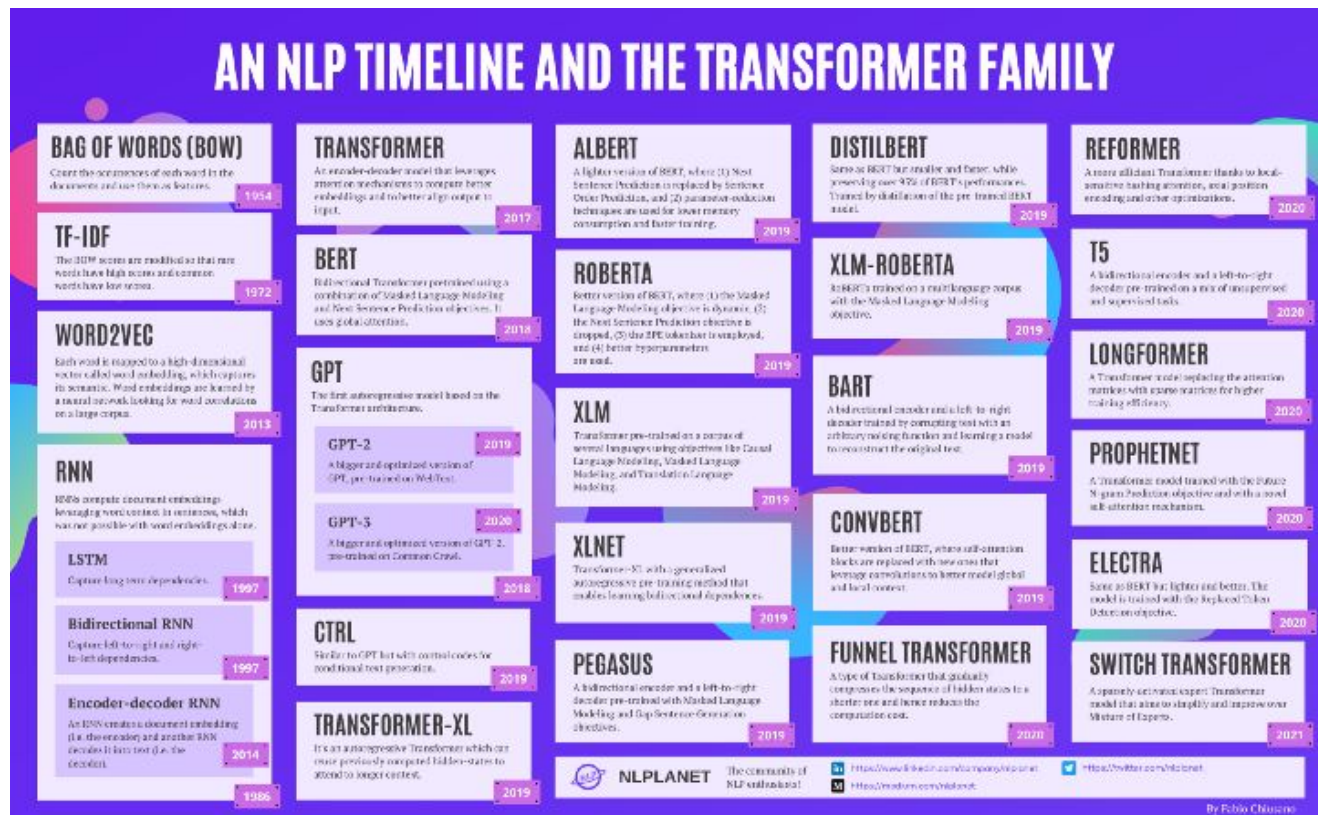 AN NLP TIMELINE AND THE TRANSFORMER FAMILY
BAG OF WORDS (BOW)
Count the occurrences of each word in the
documents and use them as features.
1954
TF-IDF
The BOW scores are modified so that rare
words have high scores and common
words have low scores.
1972
WORD2VEC
Each word is mapped to a high-dimensional
vector called word embedding, which captures
its semantic. Word embeddings are learned by
a neural network looking for word correlations
on a large corpus.
2013
RNN
RNNs compute document embeddings
leveraging word context in sentences, which
was not possible with word embeddings alone.
LSTM
Capture long term dependencies.
1997
Bidirectional RNN
Capture left-to-right and right-
to-left dependencies.
1997
Encoder-decoder RNN
An RNN creates a document embedding
(i.e. the encoder) and another RNN
decodes it into text (i.e. the
decoder).
2014
1986
TRANSFORMER
An encoder-decoder model that leverages
attention mechanisms to compute better
embeddings and to better align output to
input.
2017
BERT
Bidirectional Transformer pretrained using a
combination of Masked Language Modeling
and Next Sentence Prediction objectives. It
uses global attention.
2018
GPT
The first autoregressive model based on the
Transformer architecture.
GPT-2
2019
A bigger and optimized version of
GPT, pre-trained on WebText.
GPT-3
2020
A bigger and optimized version of GPT-2,
pre-trained on Common Crawl.
2018
CTRL
Similar to GPT but with control codes for
conditional text generation.
2019
TRANSFORMER-XL
It's an autoregressive Transformer which can
reuse previously computed hidden-states to
attend to longer context.
2019
ALBERT
A lighter version of BERT, where (1) Next
Sentence Prediction is replaced by Sentence
Order Prediction, and (2) parameter-reduction
techniques are used for lower memory
consumption and faster training.
2019
ROBERTA
Better version of BERT, where (1) the Masked
Language Modeling objective is dynamic, (2)
the Next Sentence Prediction objective is
dropped, (3) the BPE tokenizer is employed,
and (4) better hyperparameters
are used.
2019
XLM
Transformer pre-trained on a corpus of
several languages using objectives like Causal
Language Modeling, Masked Language
Modeling, and Translation Language
Modeling.
2019
XLNET
Transformer-XL with a generalized
autoregressive pre-training method that
enables learning bidirectional dependences.
2019
PEGASUS
A bidirectional encoder and a left-to-right
decoder pre-trained with Masked Language
Modeling and Gap Sentence Generation
objectives.
2019
DISTILBERT
Same as BERT but smaller and faster, while
preserving over 95% of BERT's performances.
Trained by distillation of the pre-trained BERT
model.
2019
XLM-ROBERTA
RoBERTa trained on a multilanguage corpus
with the Masked Language Modeling
objective.
2019
BART
A bidirectional encoder and a left-to-right
decoder trained by corrupting text with an
arbitrary noising function and learning a model
to reconstruct the original text.
2019
CONVBERT
Better version of BERT, where self-attention
blocks are replaced with new ones that
leverage convolutions to better model global
and local context.
2019
FUNNEL TRANSFORMER
A type of Transformer that gradually
compresses the sequence of hidden states to a
shorter one and hence reduces the
computation cost.
2020
REFORMER
A more efficient Transformer thanks to local-
sensitive hashing attention, axial position
encoding and other optimizations.
2020
T5
A bidirectional encoder and a left-to-right
decoder pre-trained on a mix of unsupervised
and supervised tasks.
2020
LONGFORMER
A Transformer model replacing the attention
matrices with sparse matrices for higher
training efficiency.
2020
PROPHETNET
A Transformer model trained with the Future
N-gram Prediction objective and with a novel
self-attention mechanism.
2020
ELECTRA
Same as BERT but lighter and better. The
model is trained with the Replaced Token
Detection objective.
2020
SWITCH TRANSFORMER
A sparsely-activated expert Transformer
model that aims to simplify and improve over
Mixture of Experts.
2021
NLPLANET
The community of
NLP enthusiasts!
https://www.linkedin.com/company/nlplanet
https://medium.com/nlplanet
https://twitter.com/nlplanet
By Fabio Chiusano